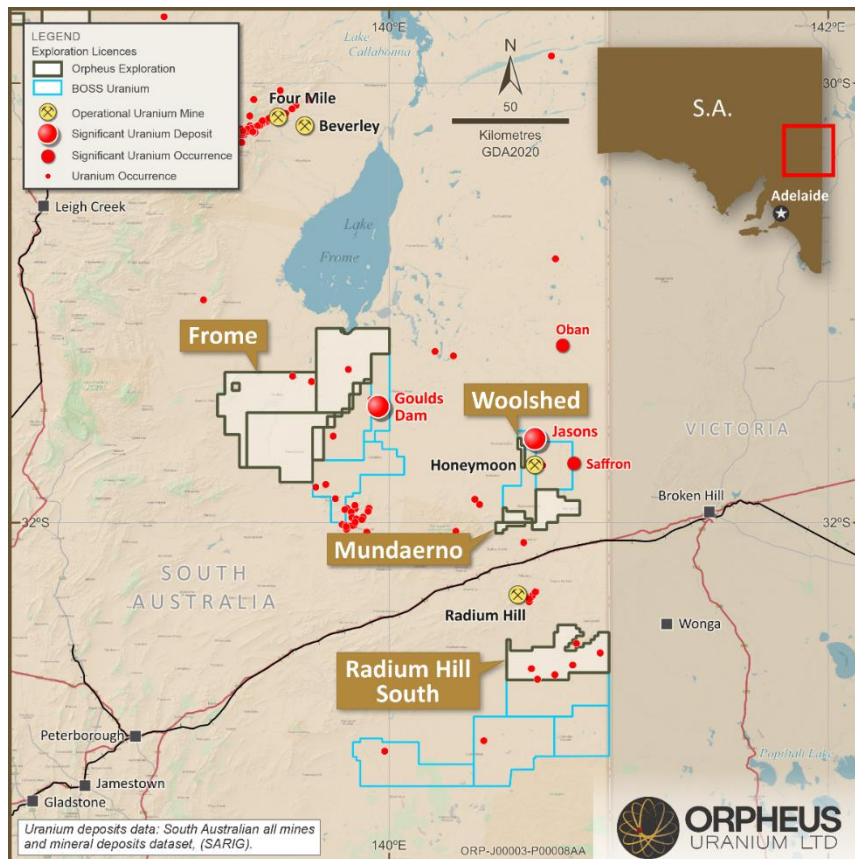 140°E
142°E
LEGEND
Exploration Licences
Orpheus Exploration
BOSS Uranium
Operational Uranium Mine
Significant Uranium Deposit
Significant Uranium Occurrence
Uranium Occurrence
Lake
Callabonna
N
50
Kilometres
GDA2020
30°S
S.A.
Adelaide
Four Mile
Beverley
Leigh Creek
Lake
Frome
Frome
Oban
Goulds
Dam
Woolshed
Jasons
VICTORIA
Honeymoon
Saffron
Broken Hill
32°S
32°S
Mundaerno
SOUTH
AUSTRALIA
Radium Hill
Wonga
Radium Hill
South
Peterborough
Popiltah Lake
Jamestown
Gladstone
Uranium deposits data: South Australian all mines
and mineral deposits dataset, (SARIG).
140°E
ORP-J00003-P00008AA
ORPHEUS
URANIUM LTD